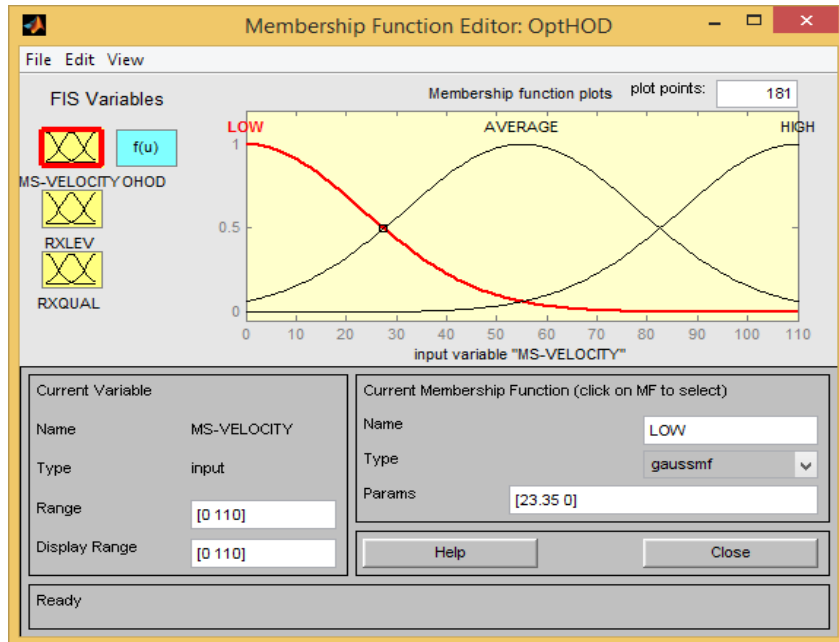 Membership Function Editor: OptHOD
File Edit View
FIS Variables
f(u)
MS-VELOCITY OHOD
RXLEV
RXQUAL
Membership function plots plot points: 181
LOW AVERAGE HIGH
1
0.5
0
0 10 20 30 40 50 60 70 80 90 100 110
input variable "MS-VELOCITY"
Current Variable
Name MS-VELOCITY
Type input
Range [0 110]
Display Range [0 110]
Current Membership Function (click on MF to select)
Name LOW
Type gaussmf
Params [23.35 0]
Help Close
Ready